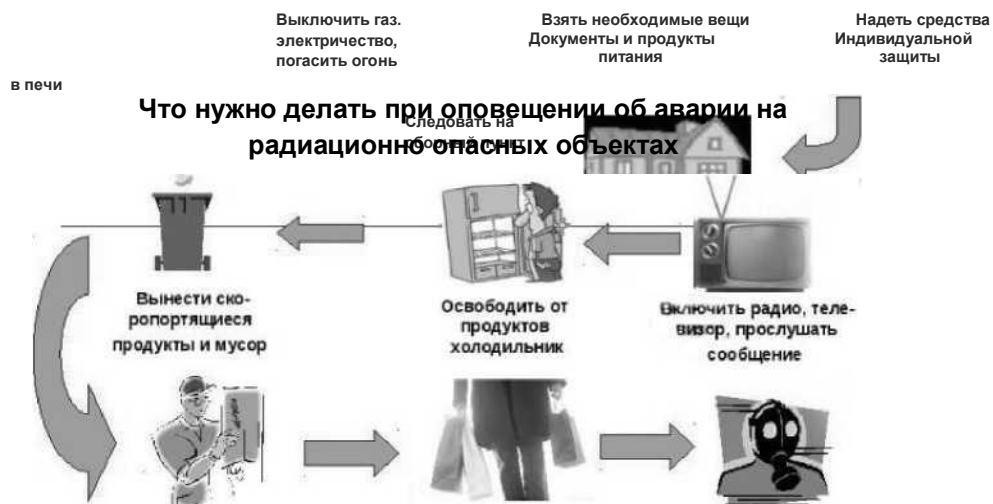 Выключить газ.
электричество,
погасить огонь
в печи
Взять необходимые вещи
Документы и продукты
питания
Надеть средства
Индивидуальной
защиты
Что нужно делать при оповещении об аварии на
радиационно опасных объектах
Следовать на
Вынести ско-
ропортящиеся
продукты и мусор
Освободить от
продуктов
холодильник
Включить радио, теле-
визор, прослушать
сообщение